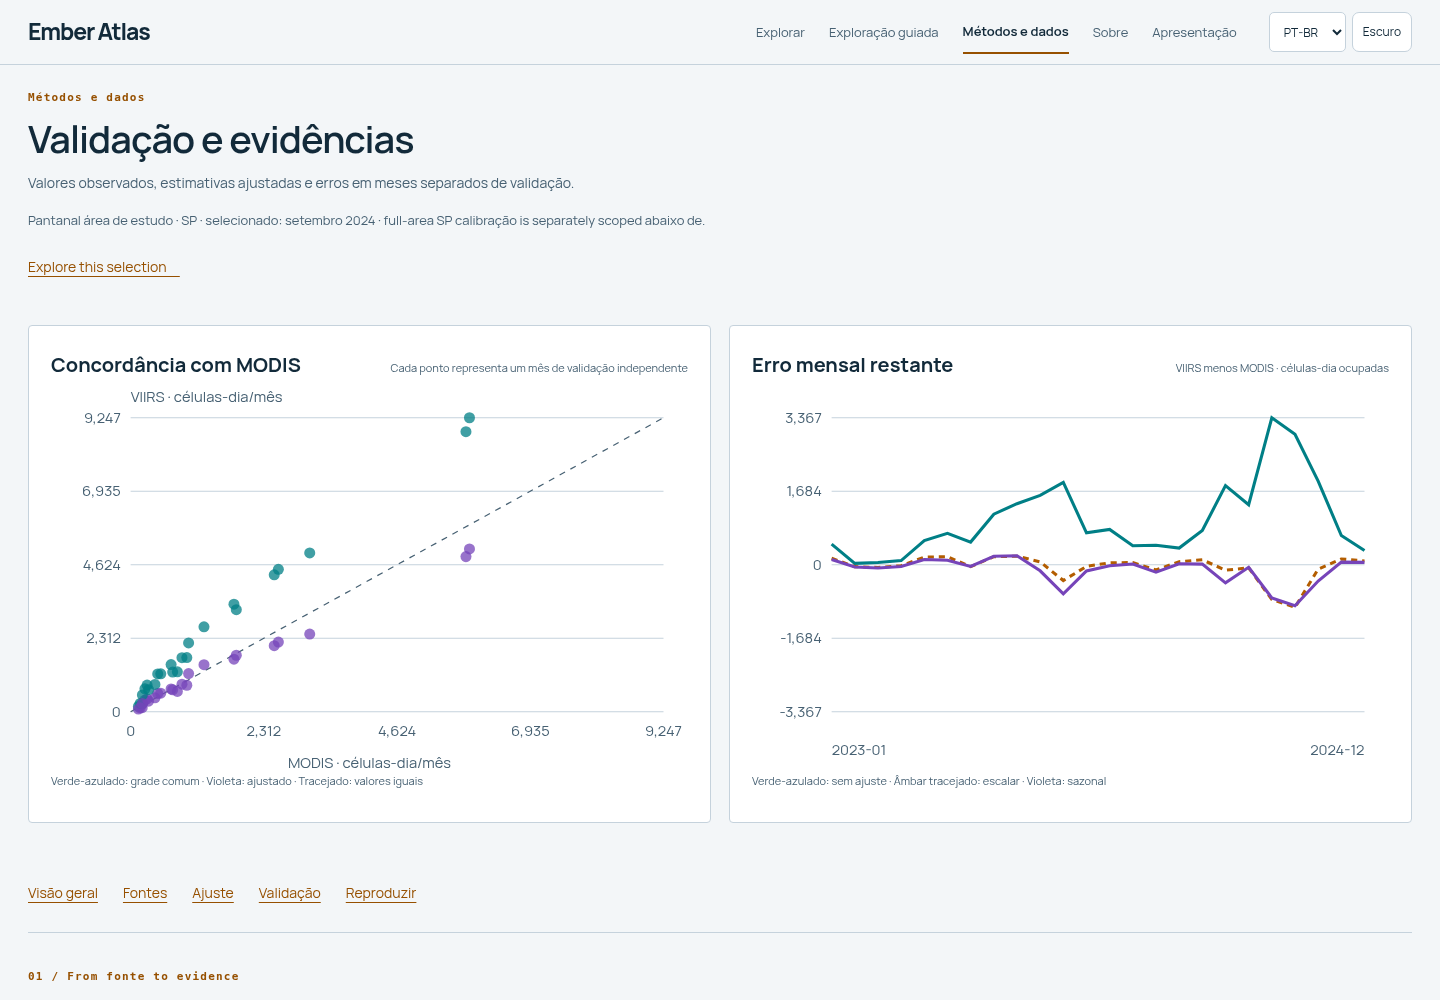 Ember Atlas
Explorar
Exploração guiada
Métodos e dados
Sobre
Apresentação
PT-BR
Escuro
Métodos e dados
Validação e evidências
Valores observados, estimativas ajustadas e erros em meses separados de validação.
Pantanal área de estudo · SP · selecionado: setembro 2024 · full-area SP calibração is separately scoped abaixo de.
Explore this selection
Concordância com MODIS
Cada ponto representa um mês de validação independente
VIIRS · células-dia/mês
9,247
6,935
4,624
2,312
0
0
2,312
4,624
6,935
9,247
MODIS · células-dia/mês
Verde-azulado: grade comum · Violeta: ajustado · Tracejado: valores iguais
Erro mensal restante
VIIRS menos MODIS · células-dia ocupadas
3,367
1,684
0
-1,684
-3,367
2023-01
2024-12
Verde-azulado: sem ajuste · Âmbar tracejado: escalar · Violeta: sazonal
Visão geral
Fontes
Ajuste
Validação
Reproduzir
01 / From fonte to evidence